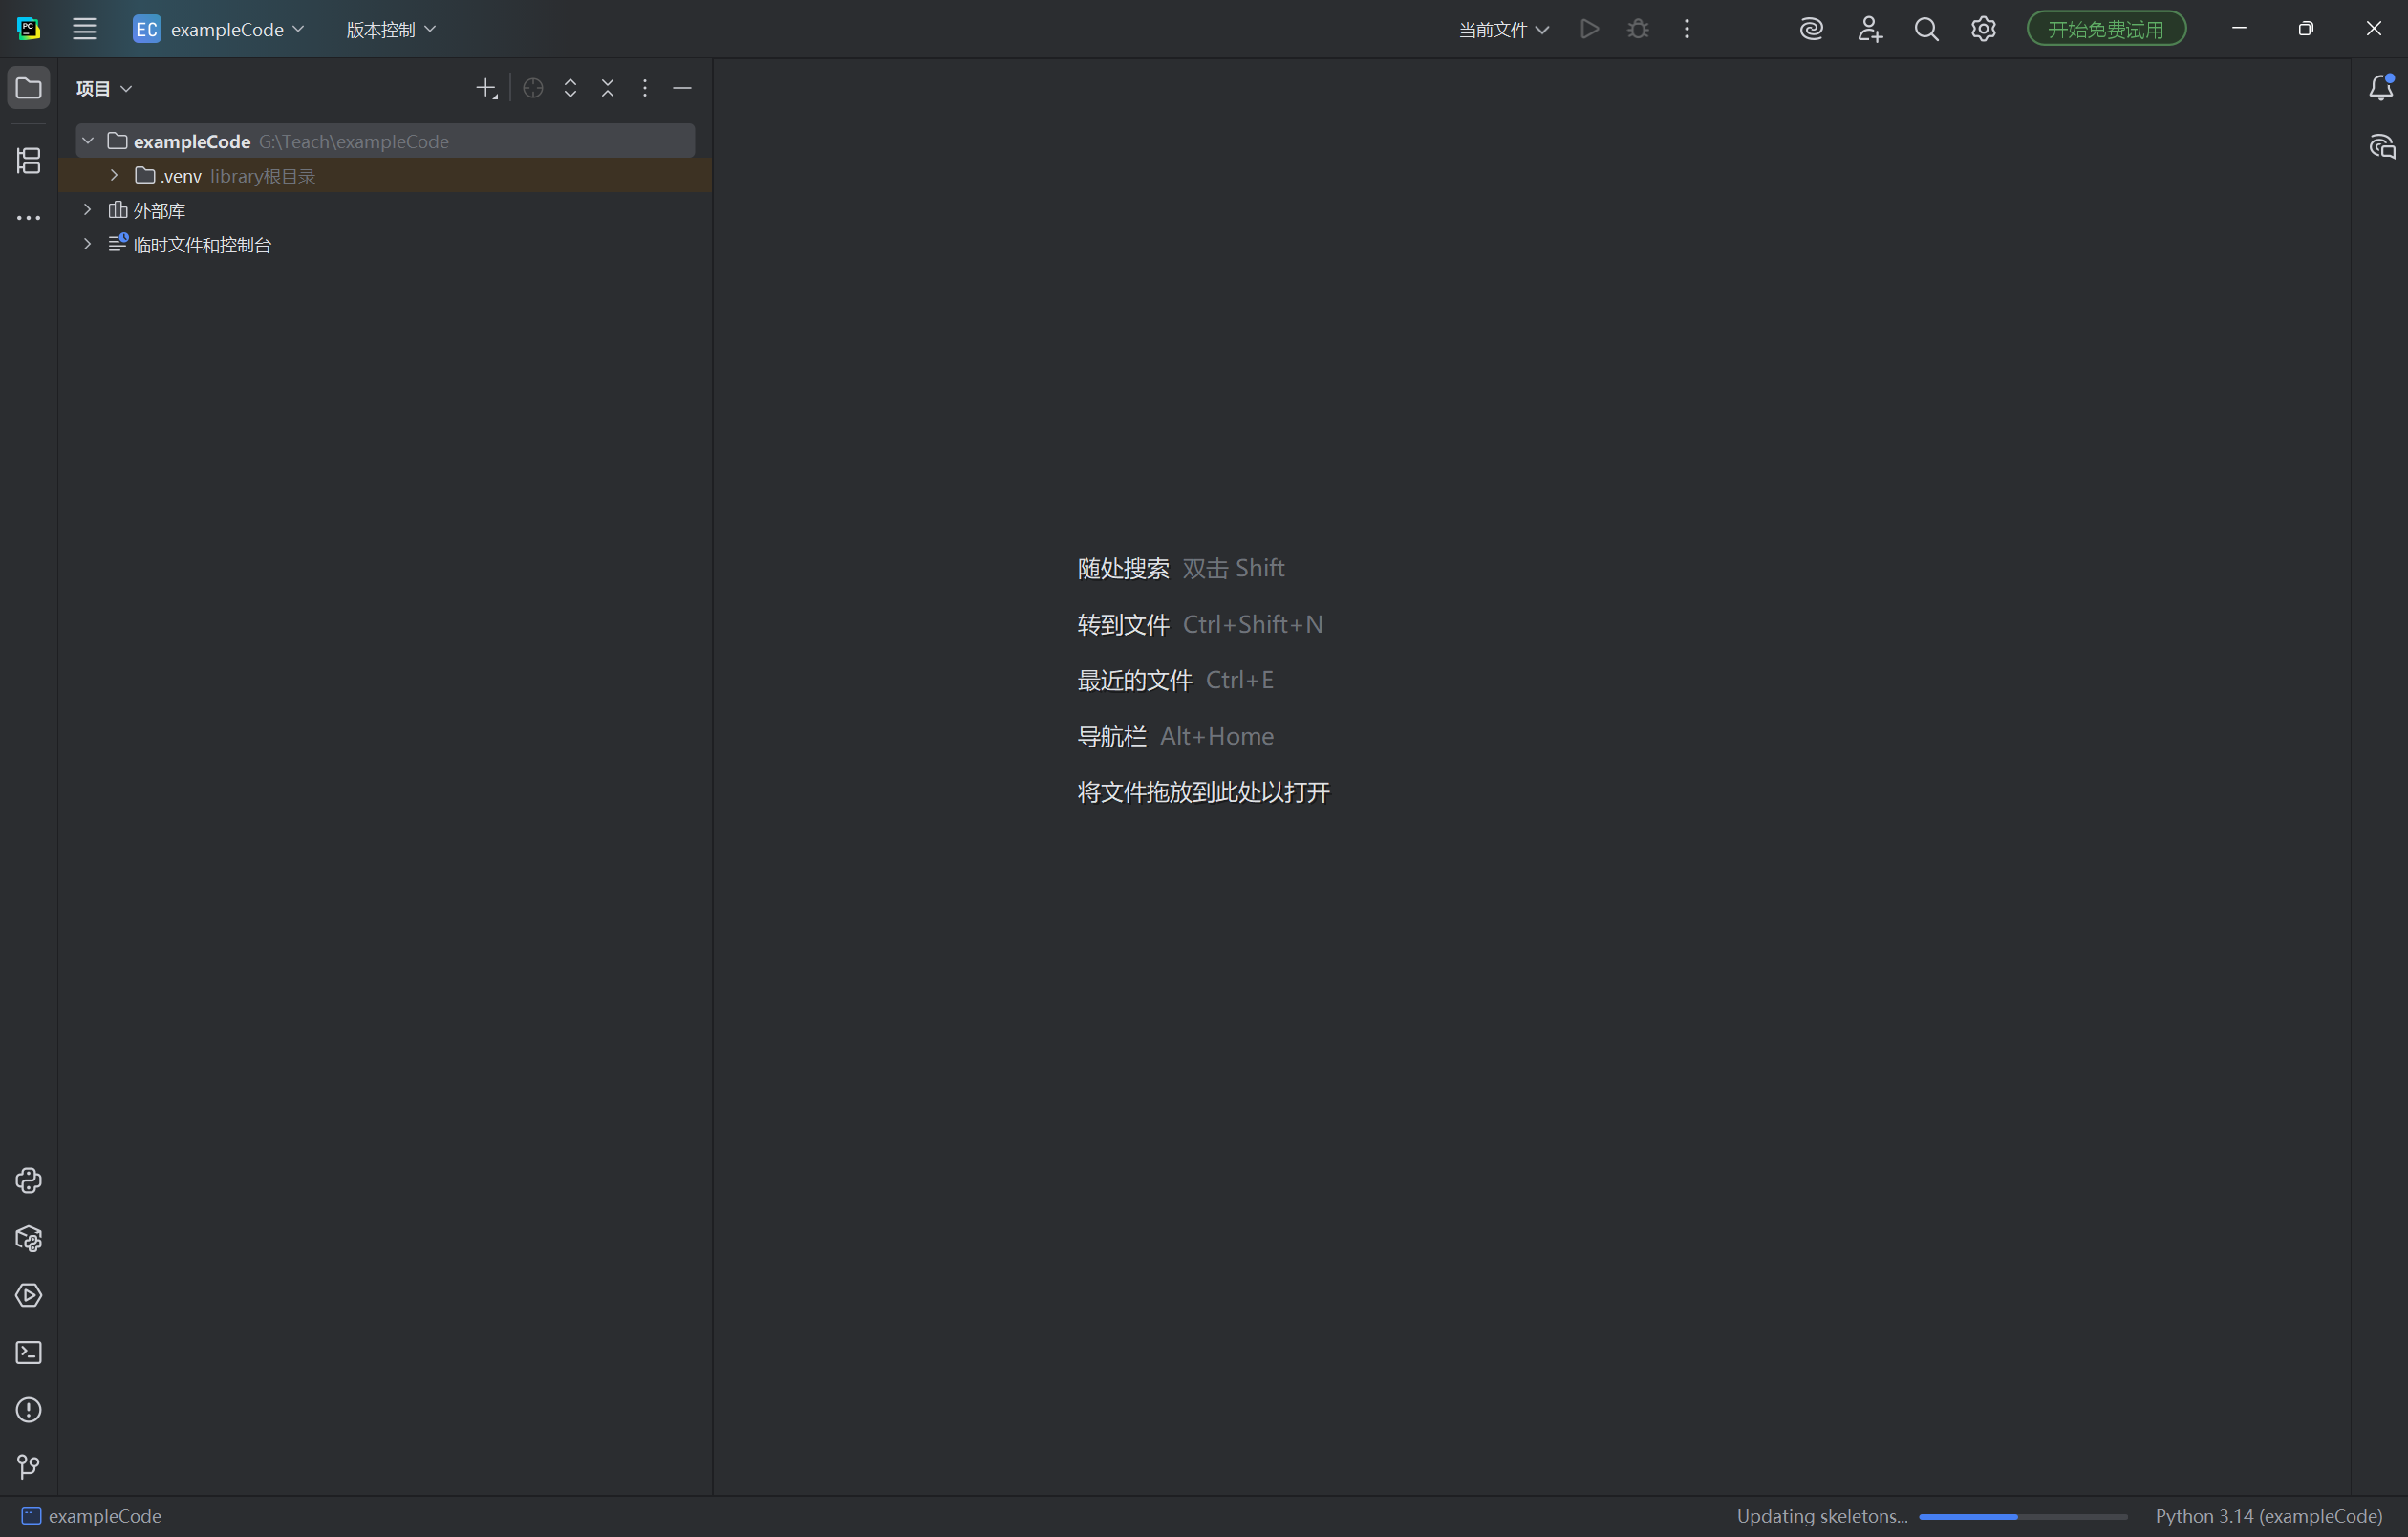 PC
EC exampleCode 版本控制 当前文件 开始免费试用
项目
exampleCode G:\Teach\exampleCode
.venv library根目录
外部库
临时文件和控制台
随处搜索 双击 Shift
转到文件 Ctrl+Shift+N
最近的文件 Ctrl+E
导航栏 Alt+Home
将文件拖放到此处以打开
exampleCode Updating skeletons... Python 3.14 (exampleCode)